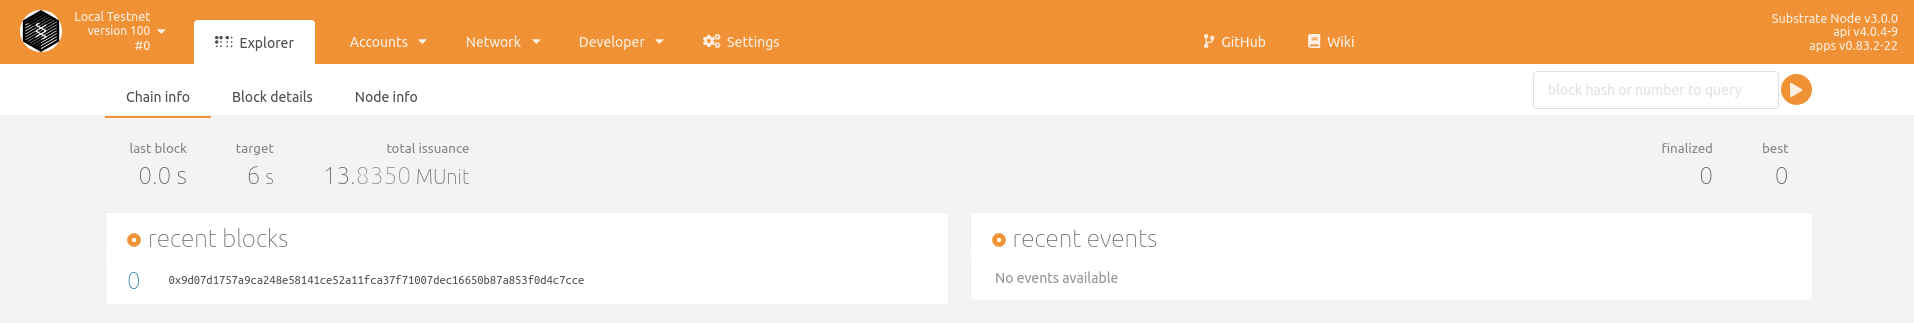 Local Testnet
version 100
#0
Explorer
Accounts
Network
Developer
Settings
GitHub
Wiki
Substrate Node v3.0.0
api v4.0.4-9
apps v0.83.2-22
Chain info
Block details
Node info
block hash or number to query
last block
0.0 s
target
6 s
total issuance
13.8350 MUnit
finalized
0
best
0
recent blocks
0 0x9d07d1757a9ca248e58141ce52a11fca37f71007dec16650b87a853f0d4c7cce
recent events
No events available